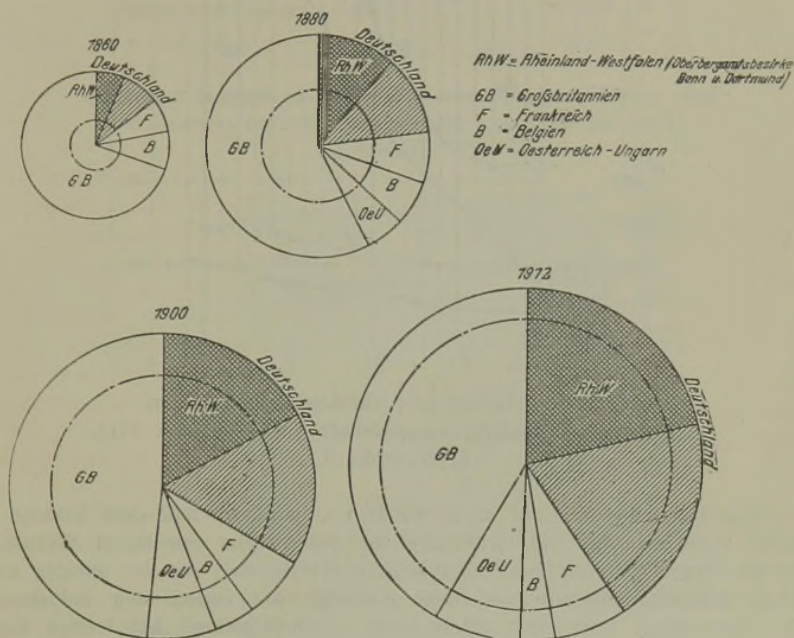 1860
RhW
Deutschland
F
B
GB
1880
Deutschland
RhW
GB
F
B
OeU
RhW = Rheinland-Westfalen (Oberbergamtsbezirke
Bonn u. Dortmund)
GB = Großbritannien
F = Frankreich
B = Belgien
OeU = Oesterreich-Ungarn
1900
Deutschland
RhW
GB
F
B
OeU
1912
RhW
Deutschland
GB
OeU
B
F